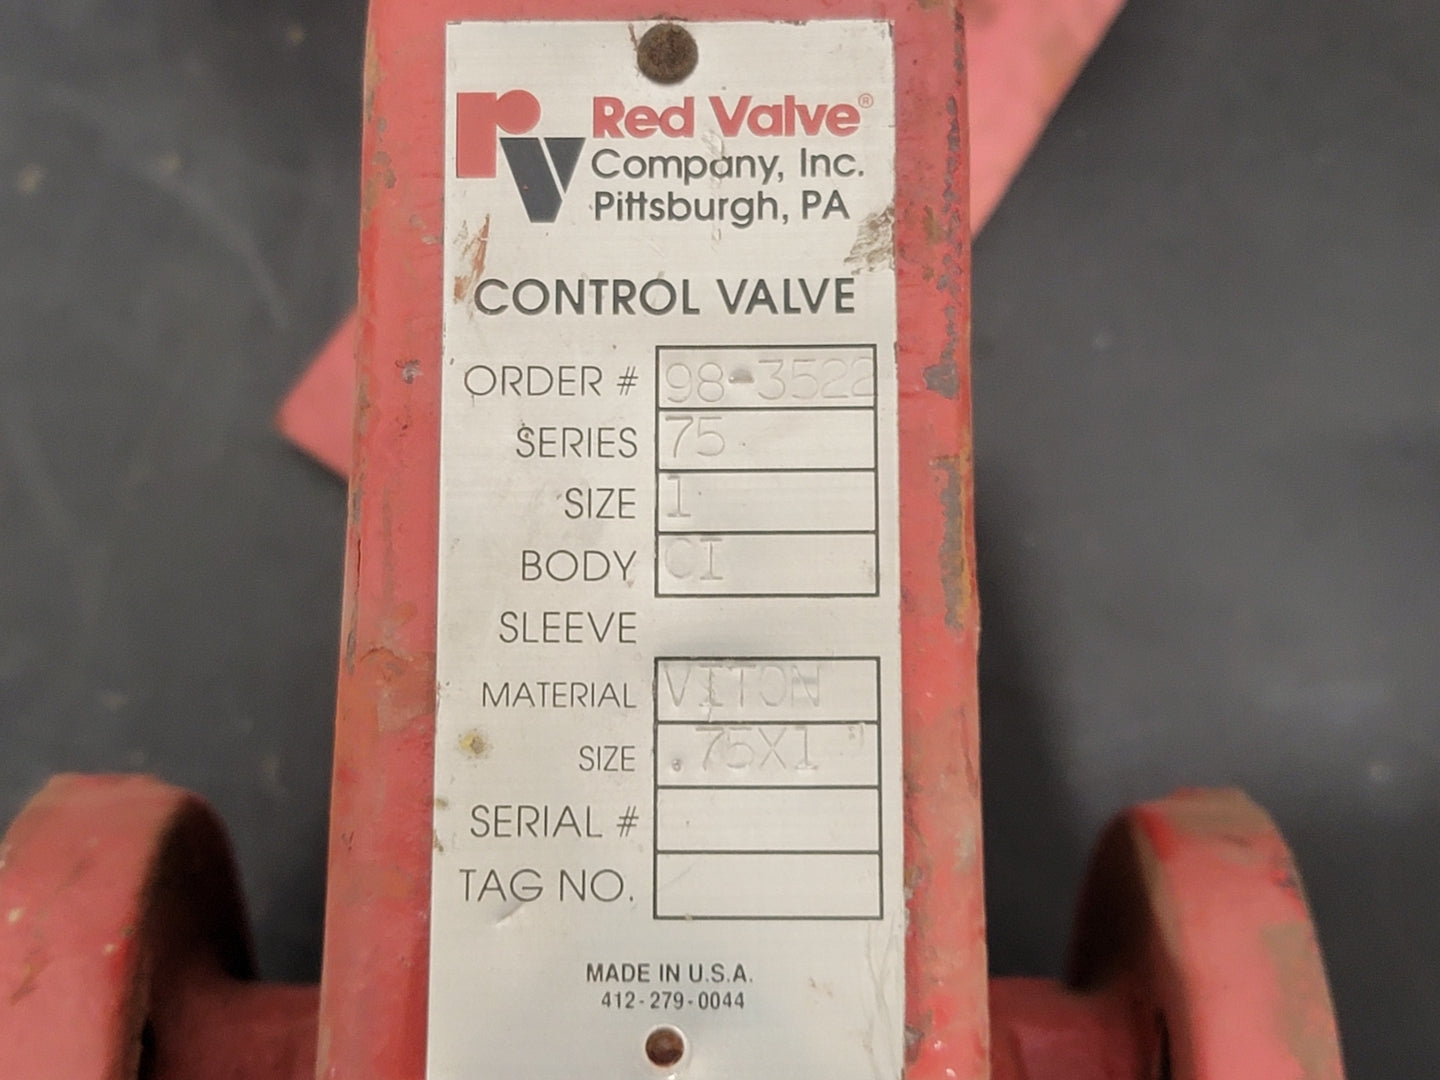 rv Red Valve®
Company, Inc.
Pittsburgh, PA
CONTROL VALVE
ORDER # 98-3522
SERIES 75
SIZE 1
BODY CI
SLEEVE
MATERIAL VITON
SIZE .75X1"
SERIAL #
TAG NO.
MADE IN U.S.A.
412-279-0044